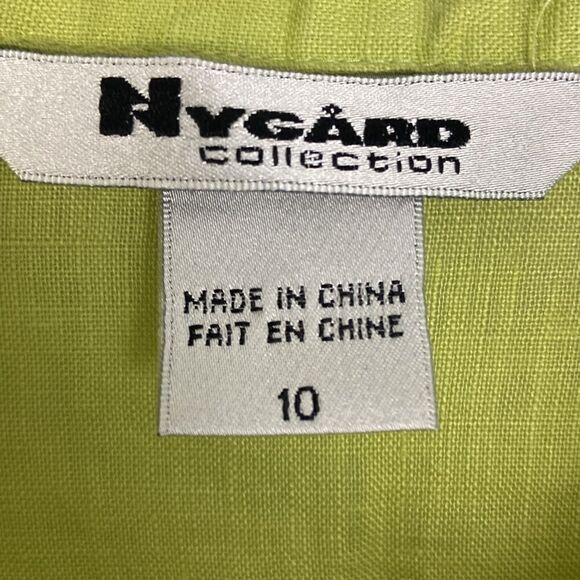 NYGÅRD
collection
MADE IN CHINA
FAIT EN CHINE
10